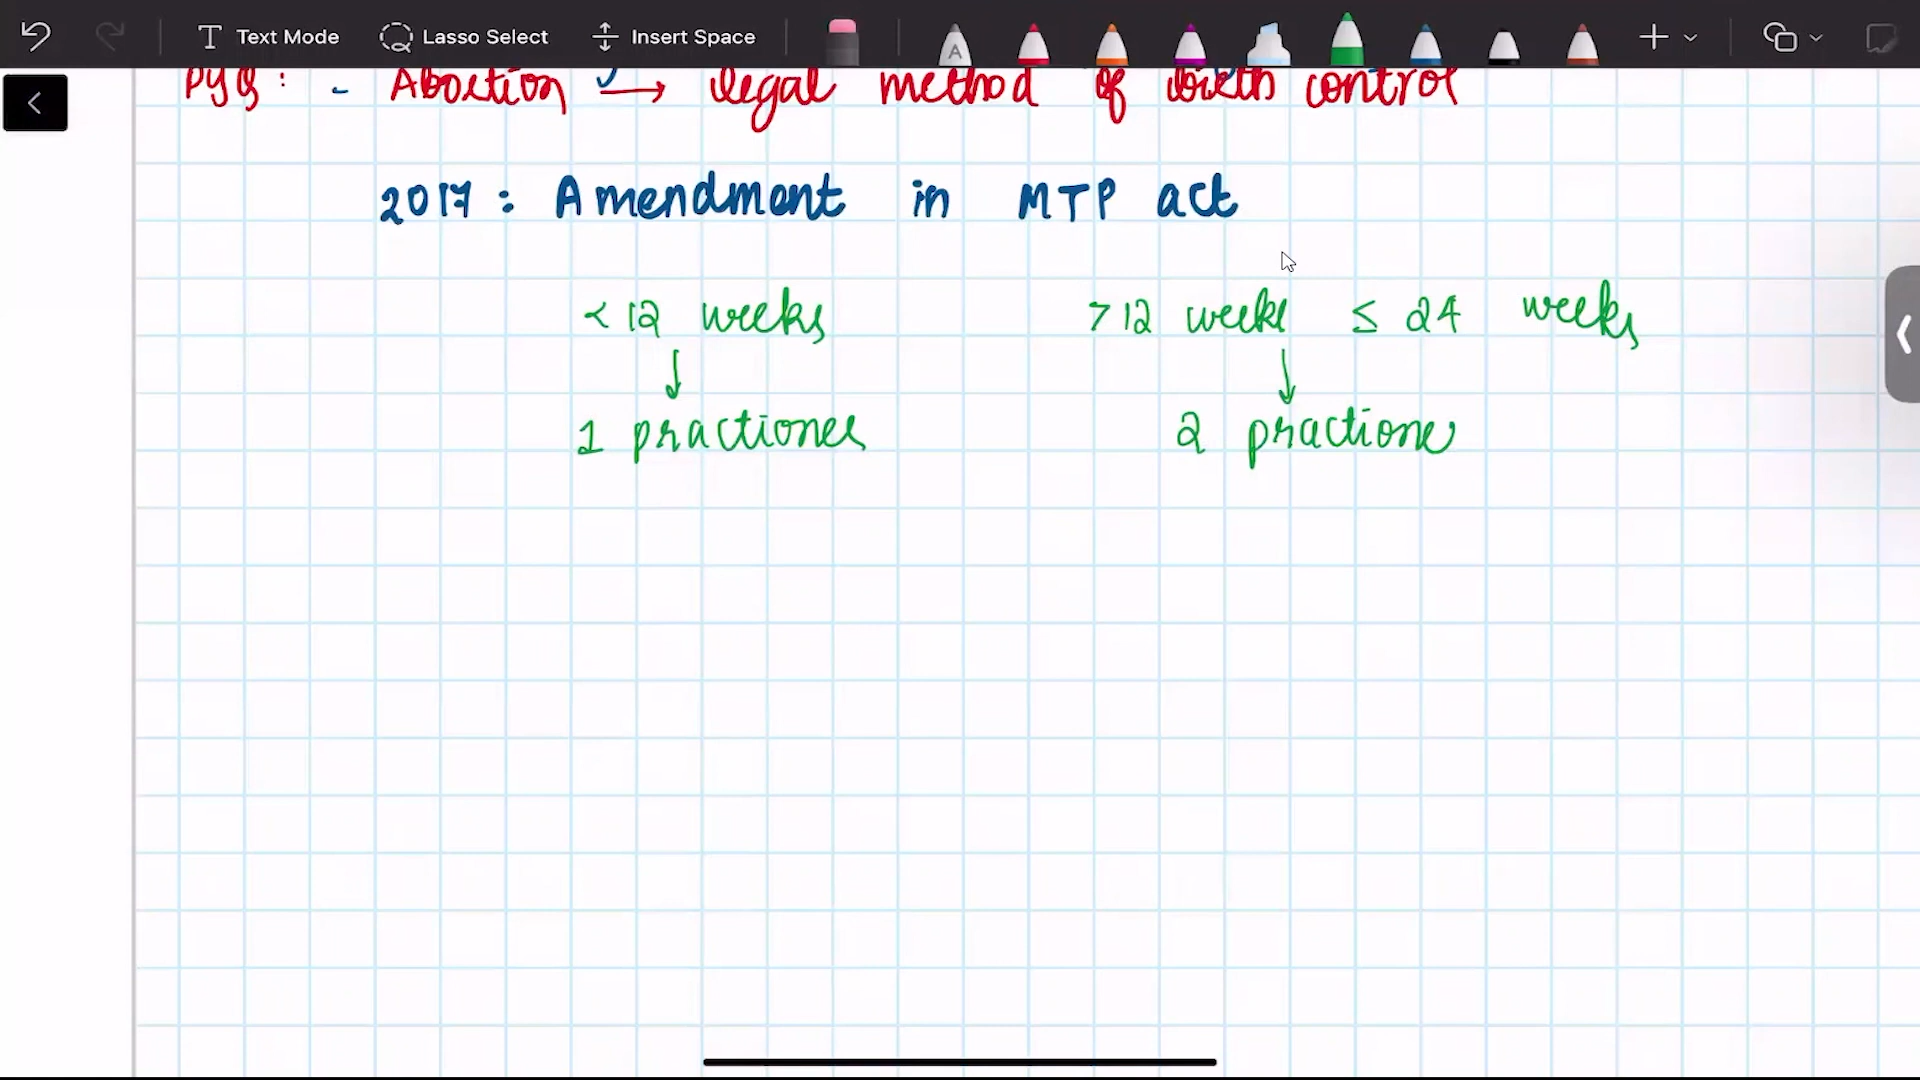 Text Mode Lasso Select Insert Space
PYQ: - Abortion → legal method of birth control
2017: Amendment in MTP act
< 12 weeks > 12 weeks ≤ 24 weeks
1 practioner 2 practioner